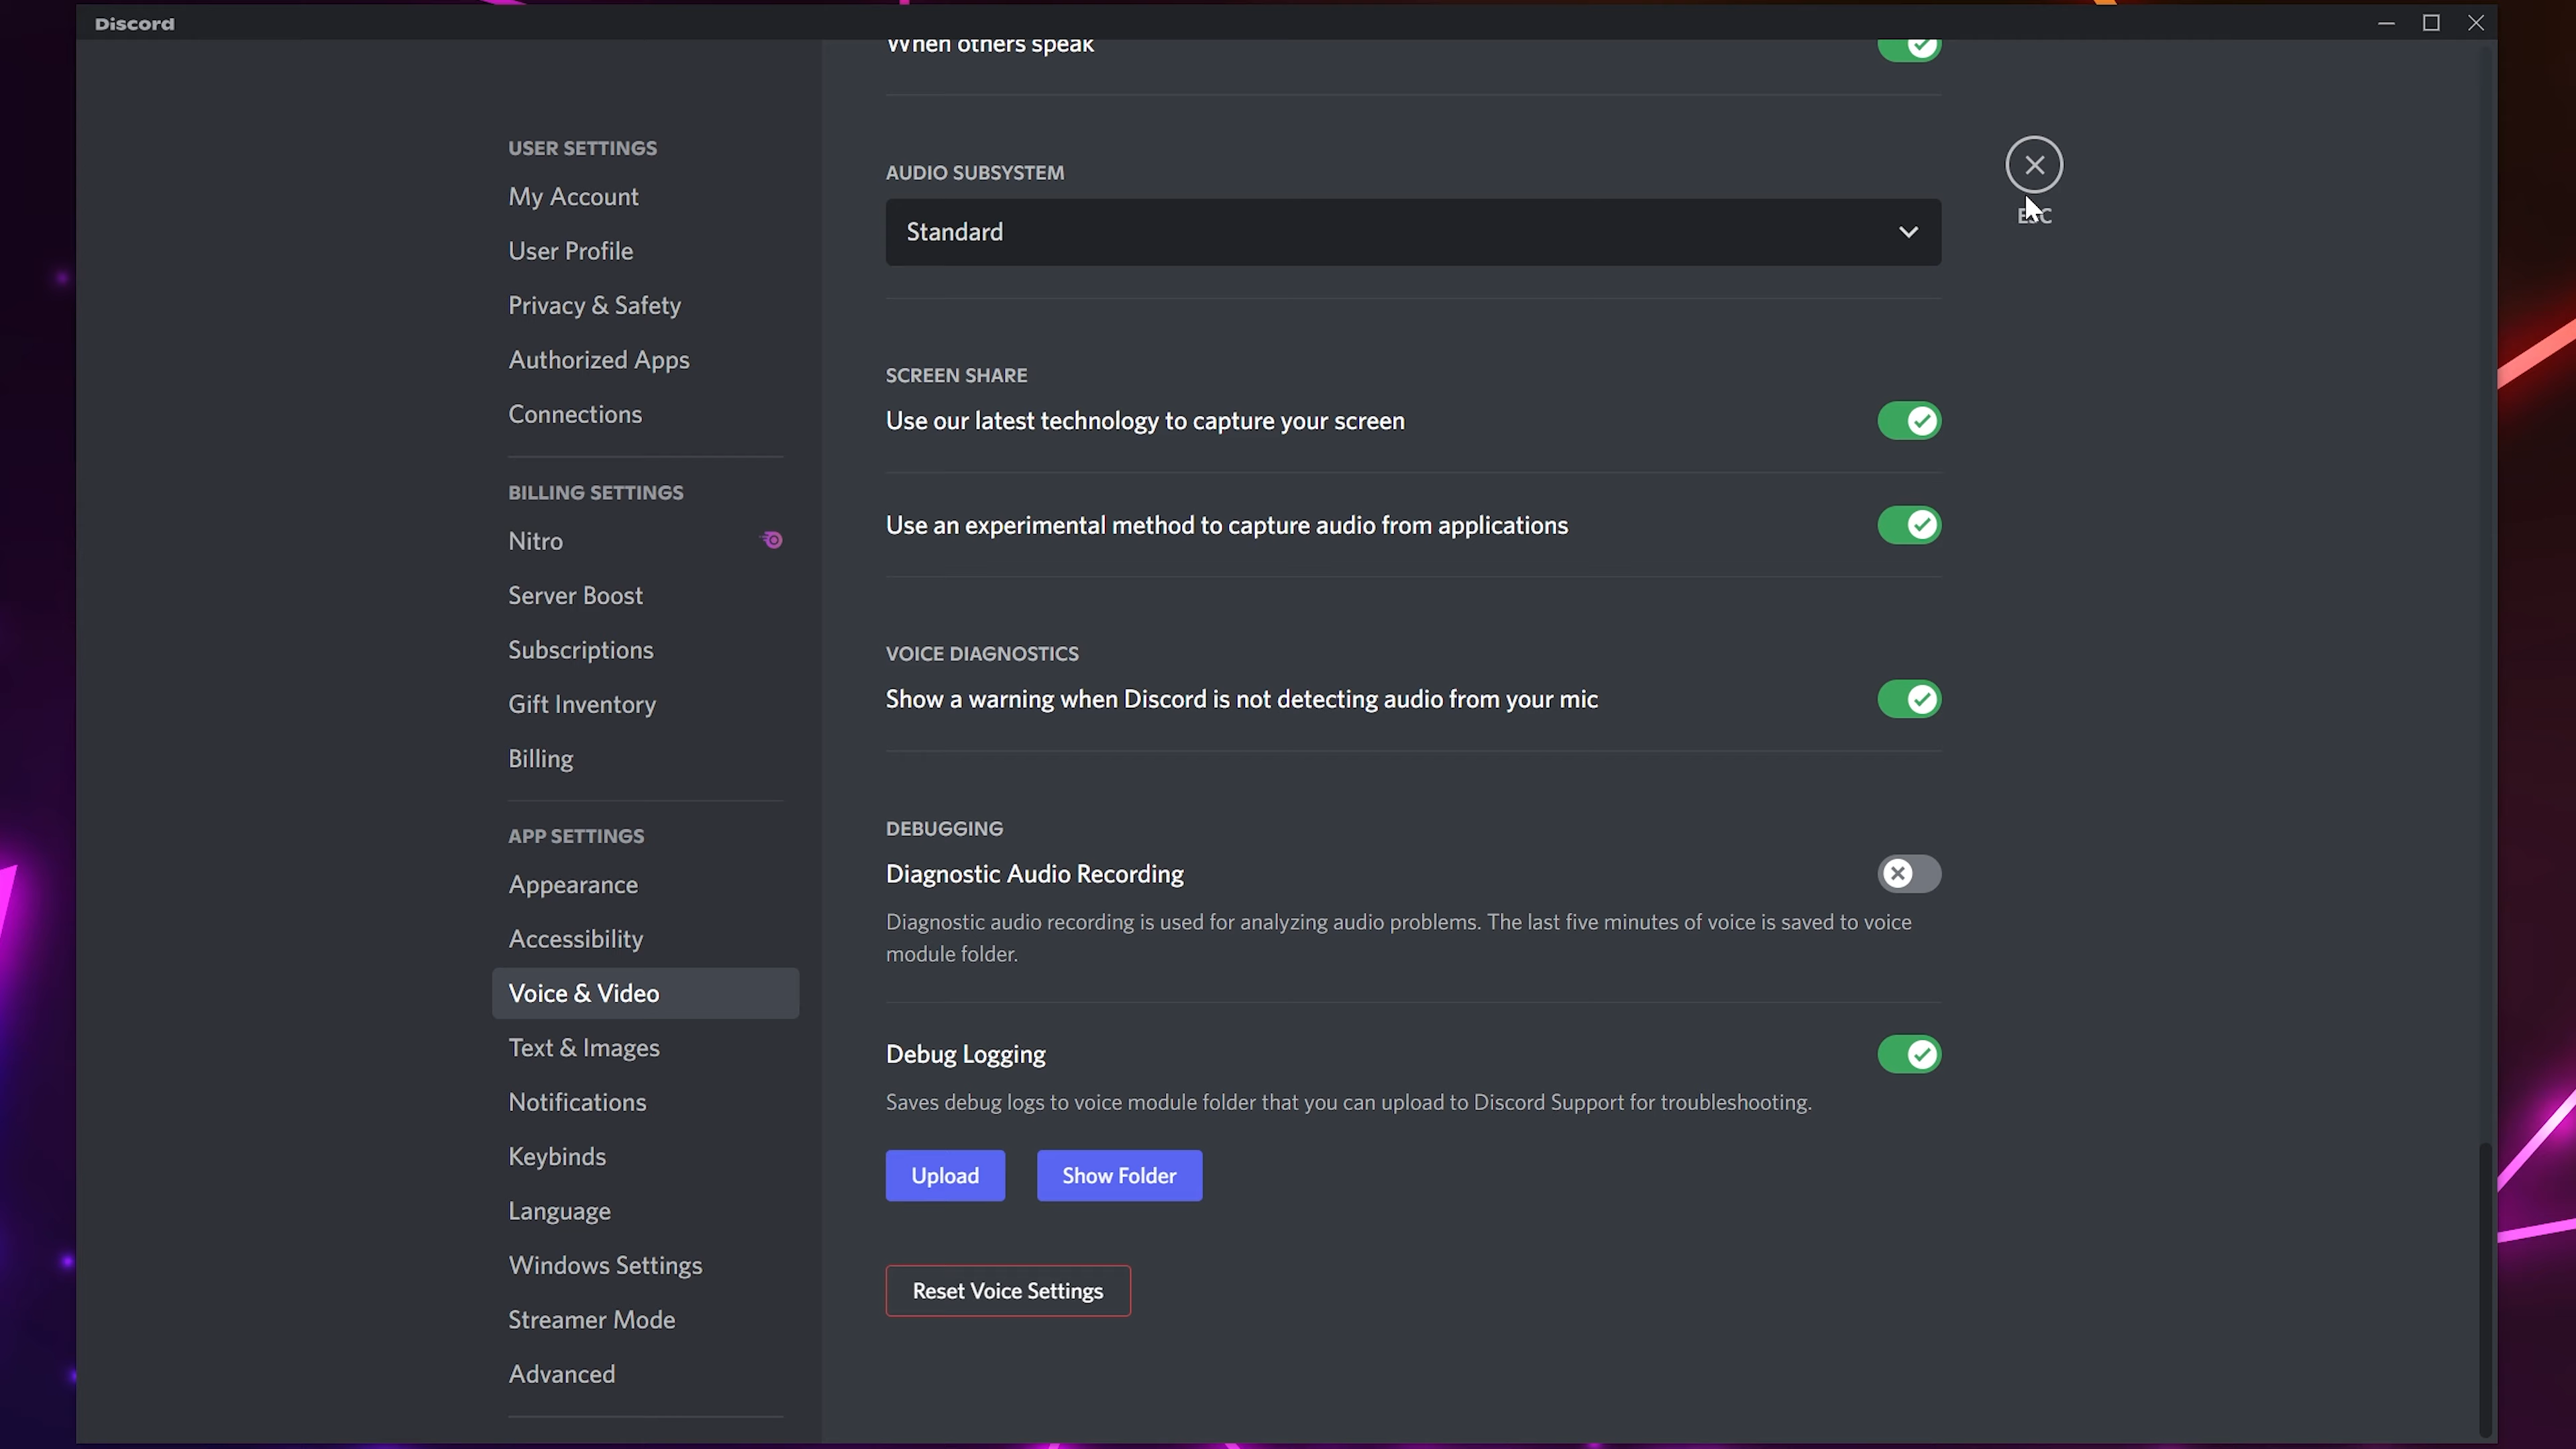 Discord
When others speak
USER SETTINGS
My Account
User Profile
Privacy & Safety
Authorized Apps
Connections
BILLING SETTINGS
Nitro
Server Boost
Subscriptions
Gift Inventory
Billing
APP SETTINGS
Appearance
Accessibility
Voice & Video
Text & Images
Notifications
Keybinds
Language
Windows Settings
Streamer Mode
Advanced
AUDIO SUBSYSTEM
Standard
SCREEN SHARE
Use our latest technology to capture your screen
Use an experimental method to capture audio from applications
VOICE DIAGNOSTICS
Show a warning when Discord is not detecting audio from your mic
DEBUGGING
Diagnostic Audio Recording
Diagnostic audio recording is used for analyzing audio problems. The last five minutes of voice is saved to voice
module folder.
Debug Logging
Saves debug logs to voice module folder that you can upload to Discord Support for troubleshooting.
Upload
Show Folder
Reset Voice Settings
ESC